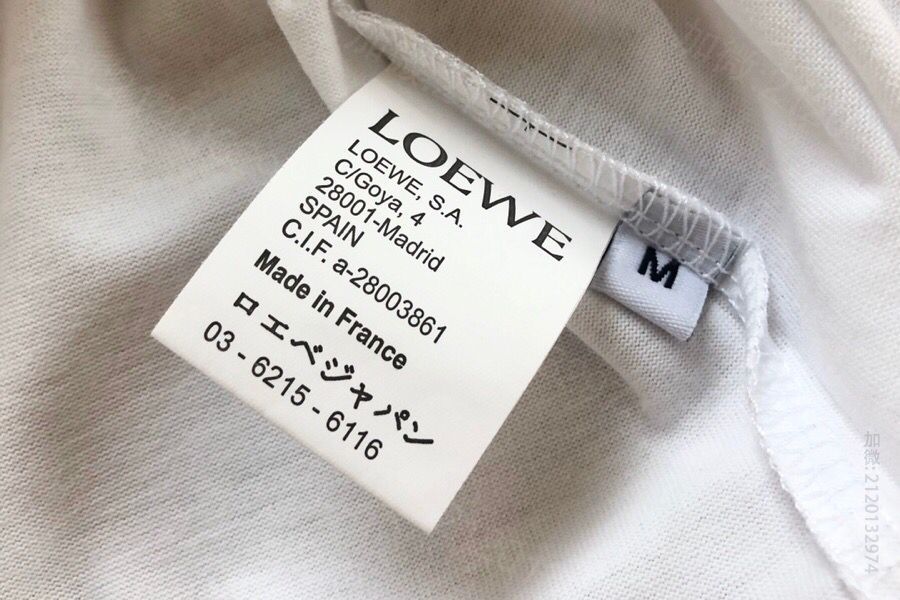 LOEWE
LOEWE, S.A.
C/Goya, 4
28001-Madrid
SPAIN
C.I.F. a-28003861
Made in France
ロエベジャパン
03 - 6215 - 6116
M
加微: 2120132974